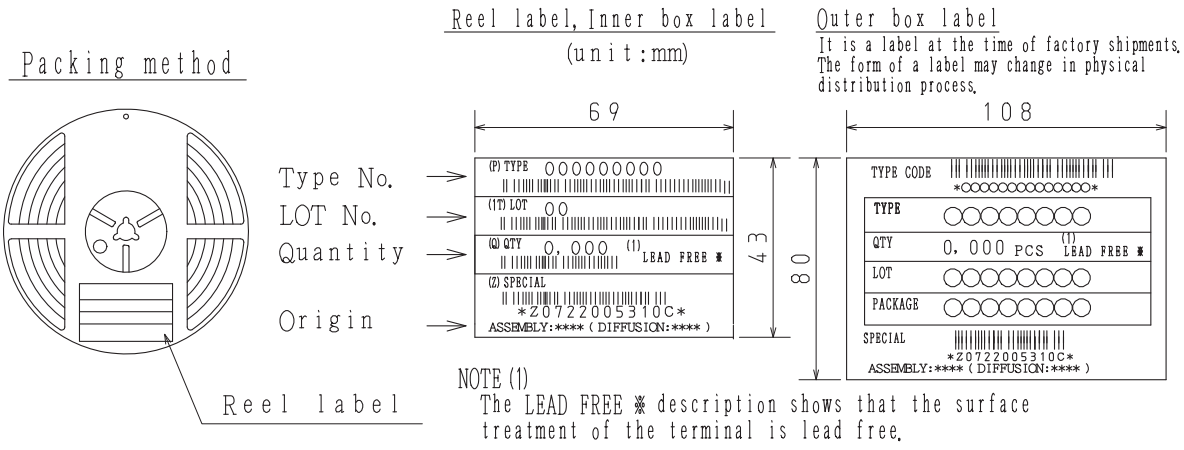 Packing method
Reel label
Reel label, Inner box label
(unit:mm)
69
43
Type No.
LOT No.
Quantity
Origin
(P) TYPE 000000000
(1T) LOT 00
(Q) QTY 0,000 (1) LEAD FREE ※
(Z) SPECIAL
*Z0722005310C*
ASSEMBLY:**** (DIFFUSION:****)
Outer box label
It is a label at the time of factory shipments.
The form of a label may change in physical
distribution process.
108
80
TYPE CODE
*○○○○○○○○○○○○○○*
TYPE ○○○○○○○○
QTY 0,000 PCS (1) LEAD FREE ※
LOT ○○○○○○○○
PACKAGE ○○○○○○○○
SPECIAL
*Z0722005310C*
ASSEMBLY:**** (DIFFUSION:****)
NOTE (1)
The LEAD FREE ※ description shows that the surface
treatment of the terminal is lead free.